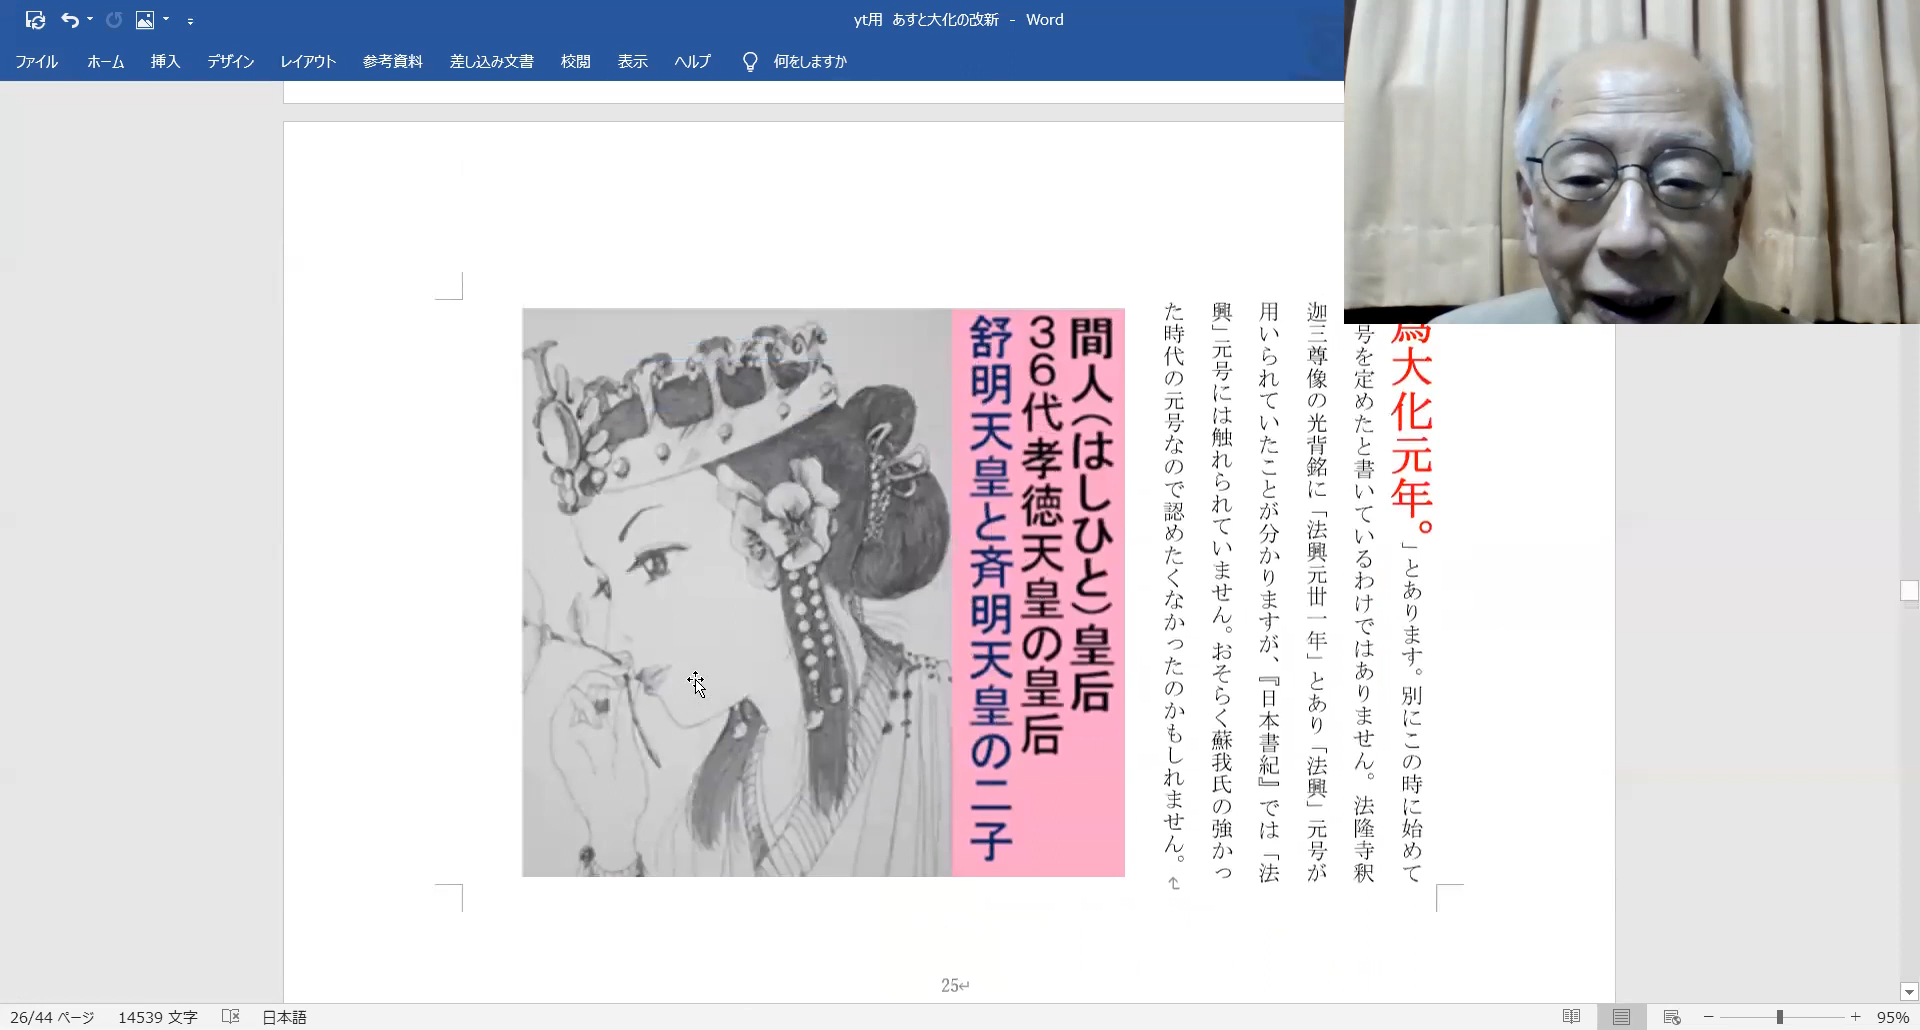 yt用 あすと大化の改新 - Word
ファイル ホーム 挿入 デザイン レイアウト 参考資料 差し込み文書 校閲 表示 ヘルプ 何をしますか
大化元年。」とあります。別にこの時に始めて
号を定めたと書いているわけではありません。法隆寺釈
迦三尊像の光背銘に「法興元丗一年」とあり「法興」元号が
用いられていたことが分かりますが、『日本書紀』では「法
興」元号には触れられていません。おそらく蘇我氏の強かっ
た時代の元号なので認めたくなかったのかもしれません。
間人(はしひと)皇后
36代孝徳天皇の皇后
舒明天皇と斉明天皇の二子
25
26/44 ページ 14539 文字 日本語 95%